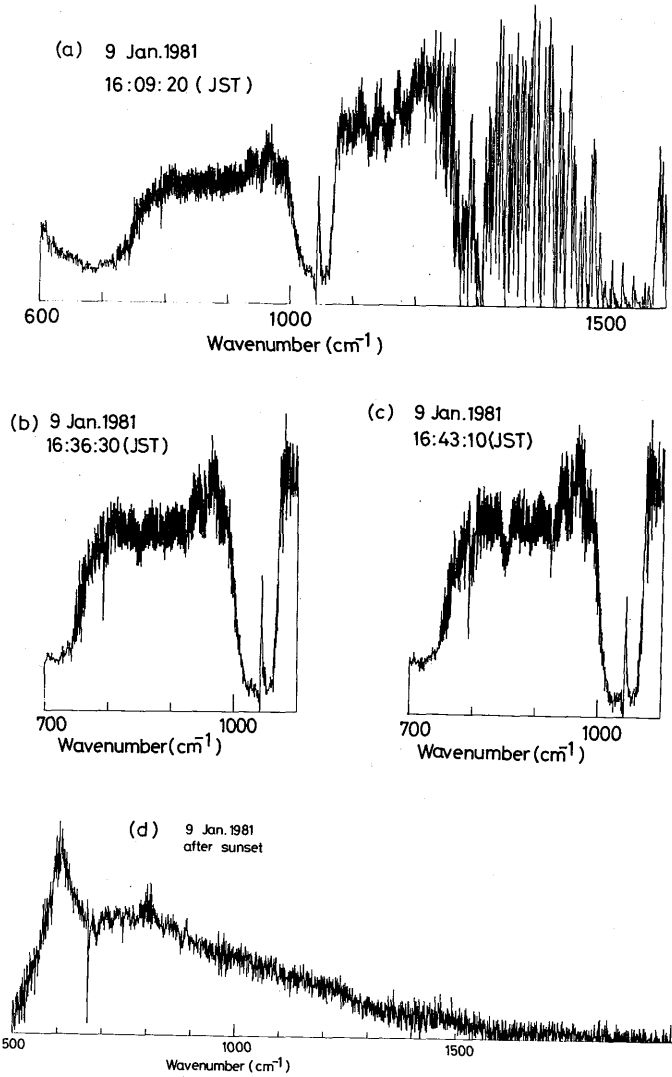 (a) 9 Jan. 1981
16:09:20 ( JST )
600 1000 1500
Wavenumber (cm⁻¹)
(b) 9 Jan. 1981
16:36:30 (JST)
700 1000
Wavenumber (cm⁻¹)
(c) 9 Jan. 1981
16:43:10(JST)
700 1000
Wavenumber (cm⁻¹)
(d) 9 Jan. 1981
after sunset
500 1000 1500
Wavenumber (cm⁻¹)